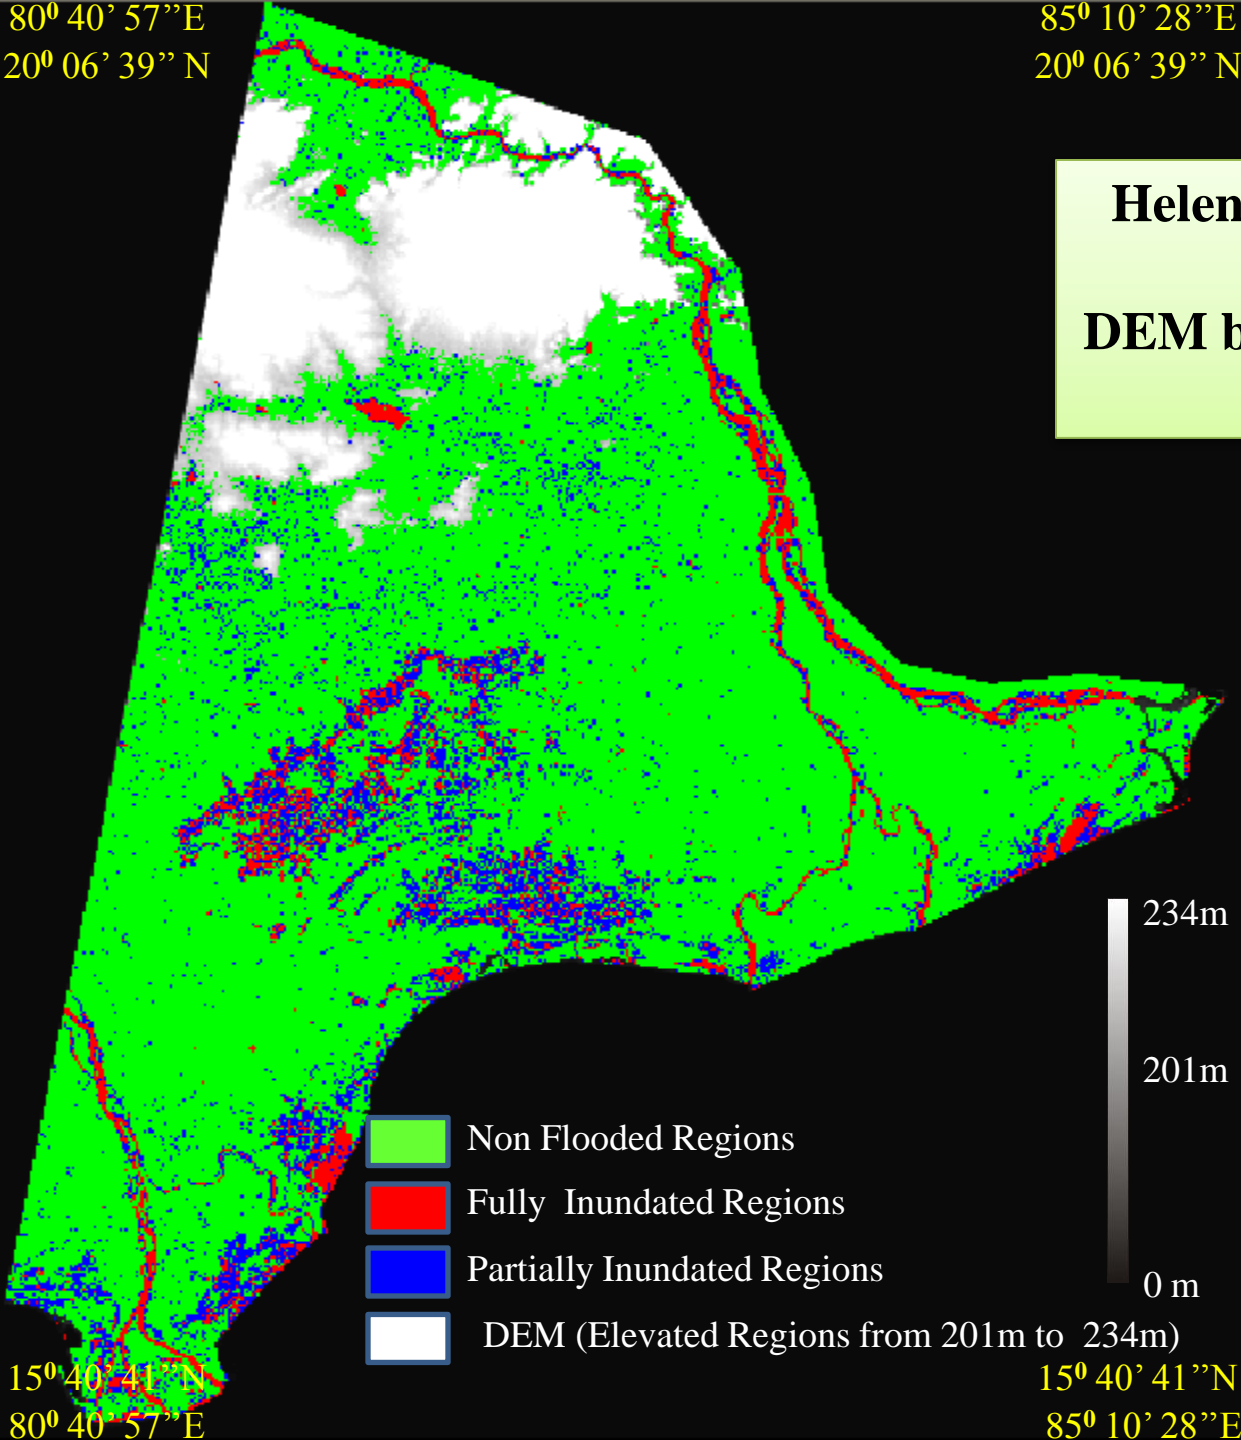 80⁰ 40’ 57’’E
20⁰ 06’ 39’’ N
85⁰ 10’ 28’’E
20⁰ 06’ 39’’ N
Helen
DEM b
234m
201m
0 m
Non Flooded Regions
Fully Inundated Regions
Partially Inundated Regions
DEM (Elevated Regions from 201m to 234m)
15⁰ 40’ 41’’N
80⁰ 40’ 57’’E
15⁰ 40’ 41’’N
85⁰ 10’ 28’’E